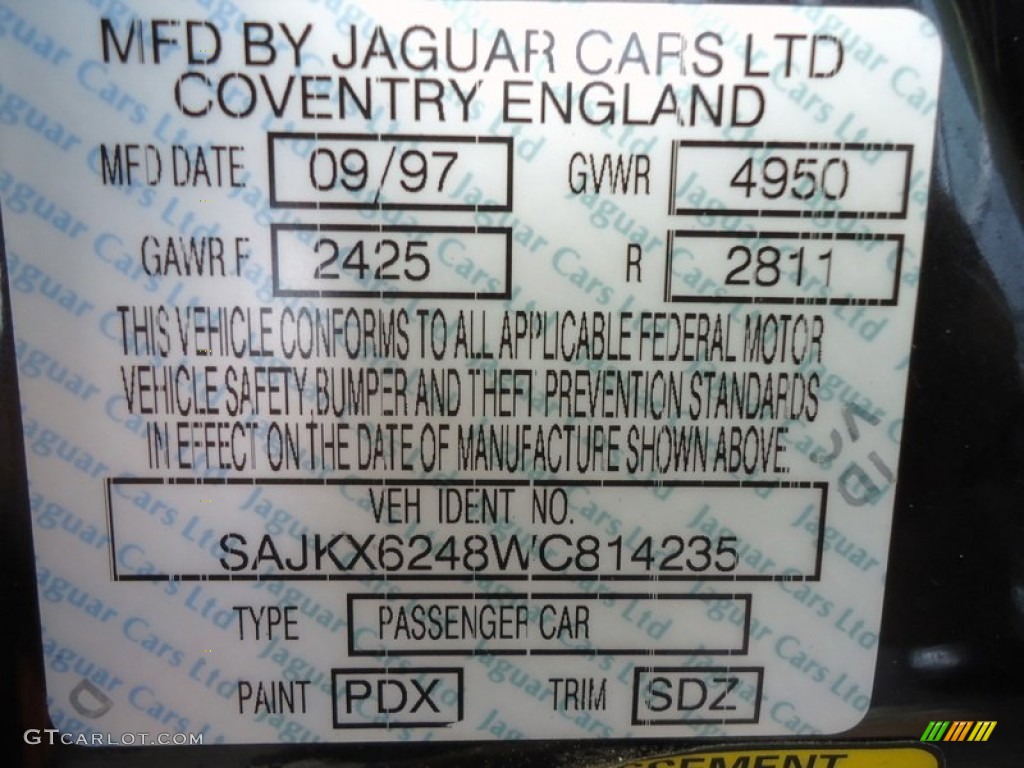 MFD BY JAGUAR CARS LTD
COVENTRY ENGLAND
MFD DATE 09/97 GVWR 4950
GAWR F 2425 R 2811
THIS VEHICLE CONFORMS TO ALL APPLICABLE FEDERAL MOTOR
VEHICLE SAFETY, BUMPER AND THEFT PREVENTION STANDARDS
IN EFFECT ON THE DATE OF MANUFACTURE SHOWN ABOVE.
VEH IDENT NO.
SAJKX6248WC814235
TYPE PASSENGER CAR
PAINT PDX TRIM SDZ
GTCARLOT.COM